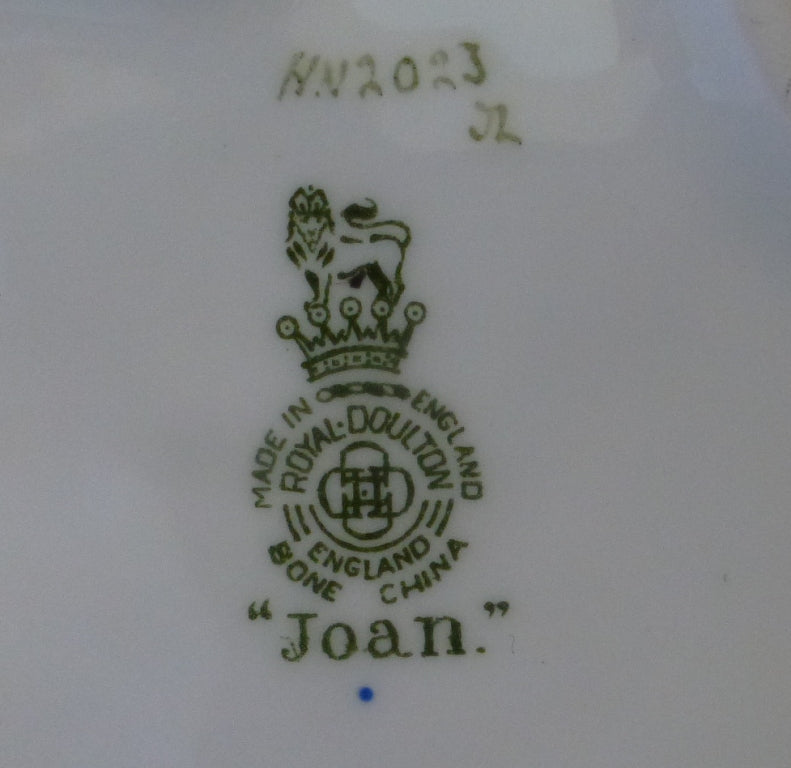 HN2023
JL
MADE IN ENGLAND
ROYAL·DOULTON
ENGLAND
BONE CHINA
“Joan.”